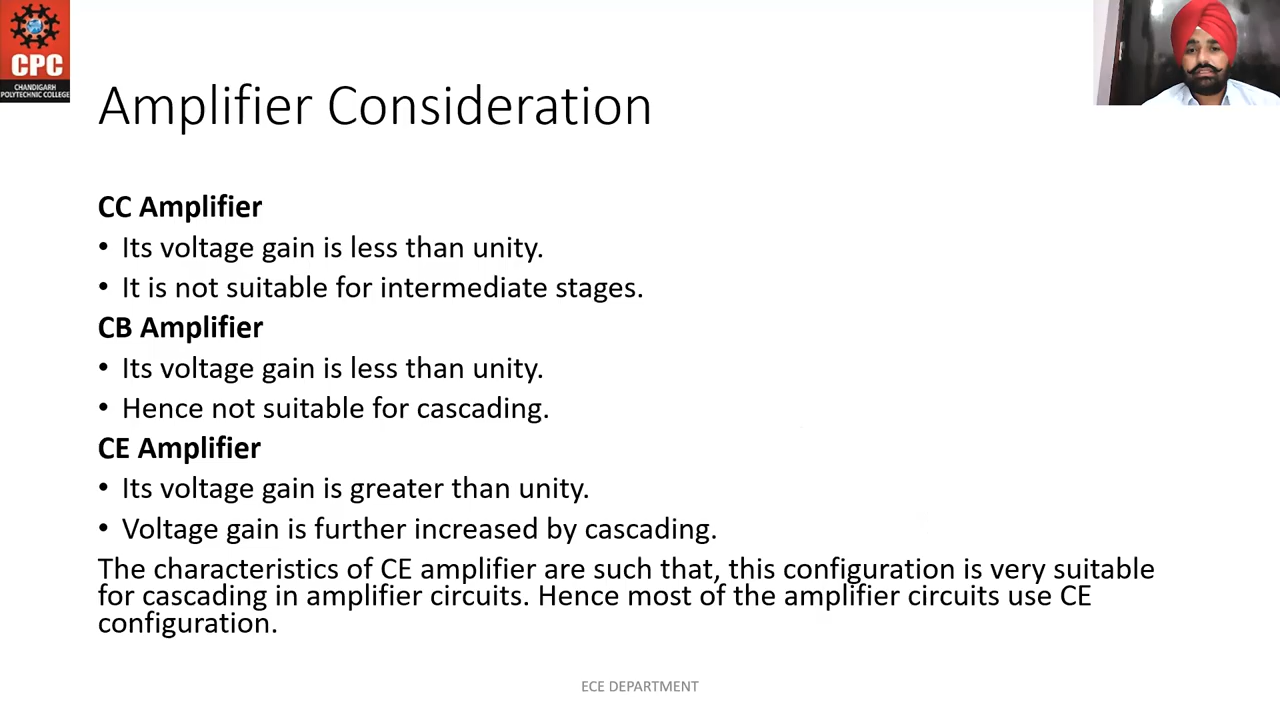 CPC
CHANDIGARH
POLYTECHNIC COLLEGE
Amplifier Consideration
CC Amplifier
• Its voltage gain is less than unity.
• It is not suitable for intermediate stages.
CB Amplifier
• Its voltage gain is less than unity.
• Hence not suitable for cascading.
CE Amplifier
• Its voltage gain is greater than unity.
• Voltage gain is further increased by cascading.
The characteristics of CE amplifier are such that, this configuration is very suitable
for cascading in amplifier circuits. Hence most of the amplifier circuits use CE
configuration.
ECE DEPARTMENT